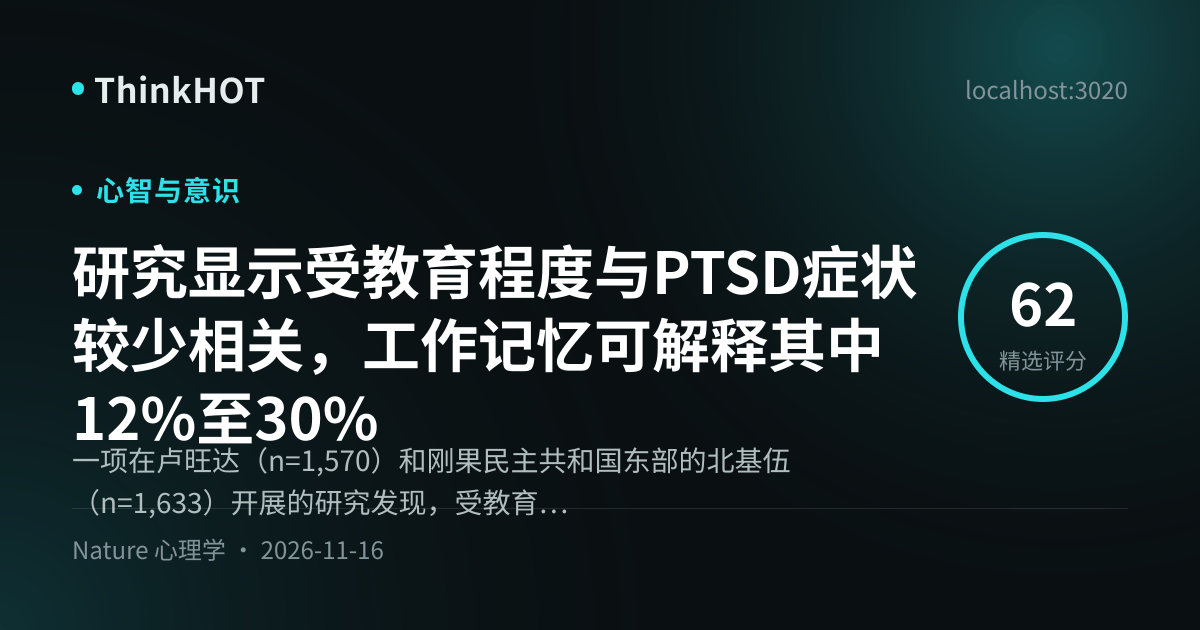 ThinkHOT
localhost:3020
心智与意识
研究显示受教育程度与PTSD症状
较少相关，工作记忆可解释其中
12%至30%
62
精选评分
一项在卢旺达（n=1,570）和刚果民主共和国东部的北基伍
（n=1,633）开展的研究发现，受教育…
Nature 心理学 · 2026-11-16